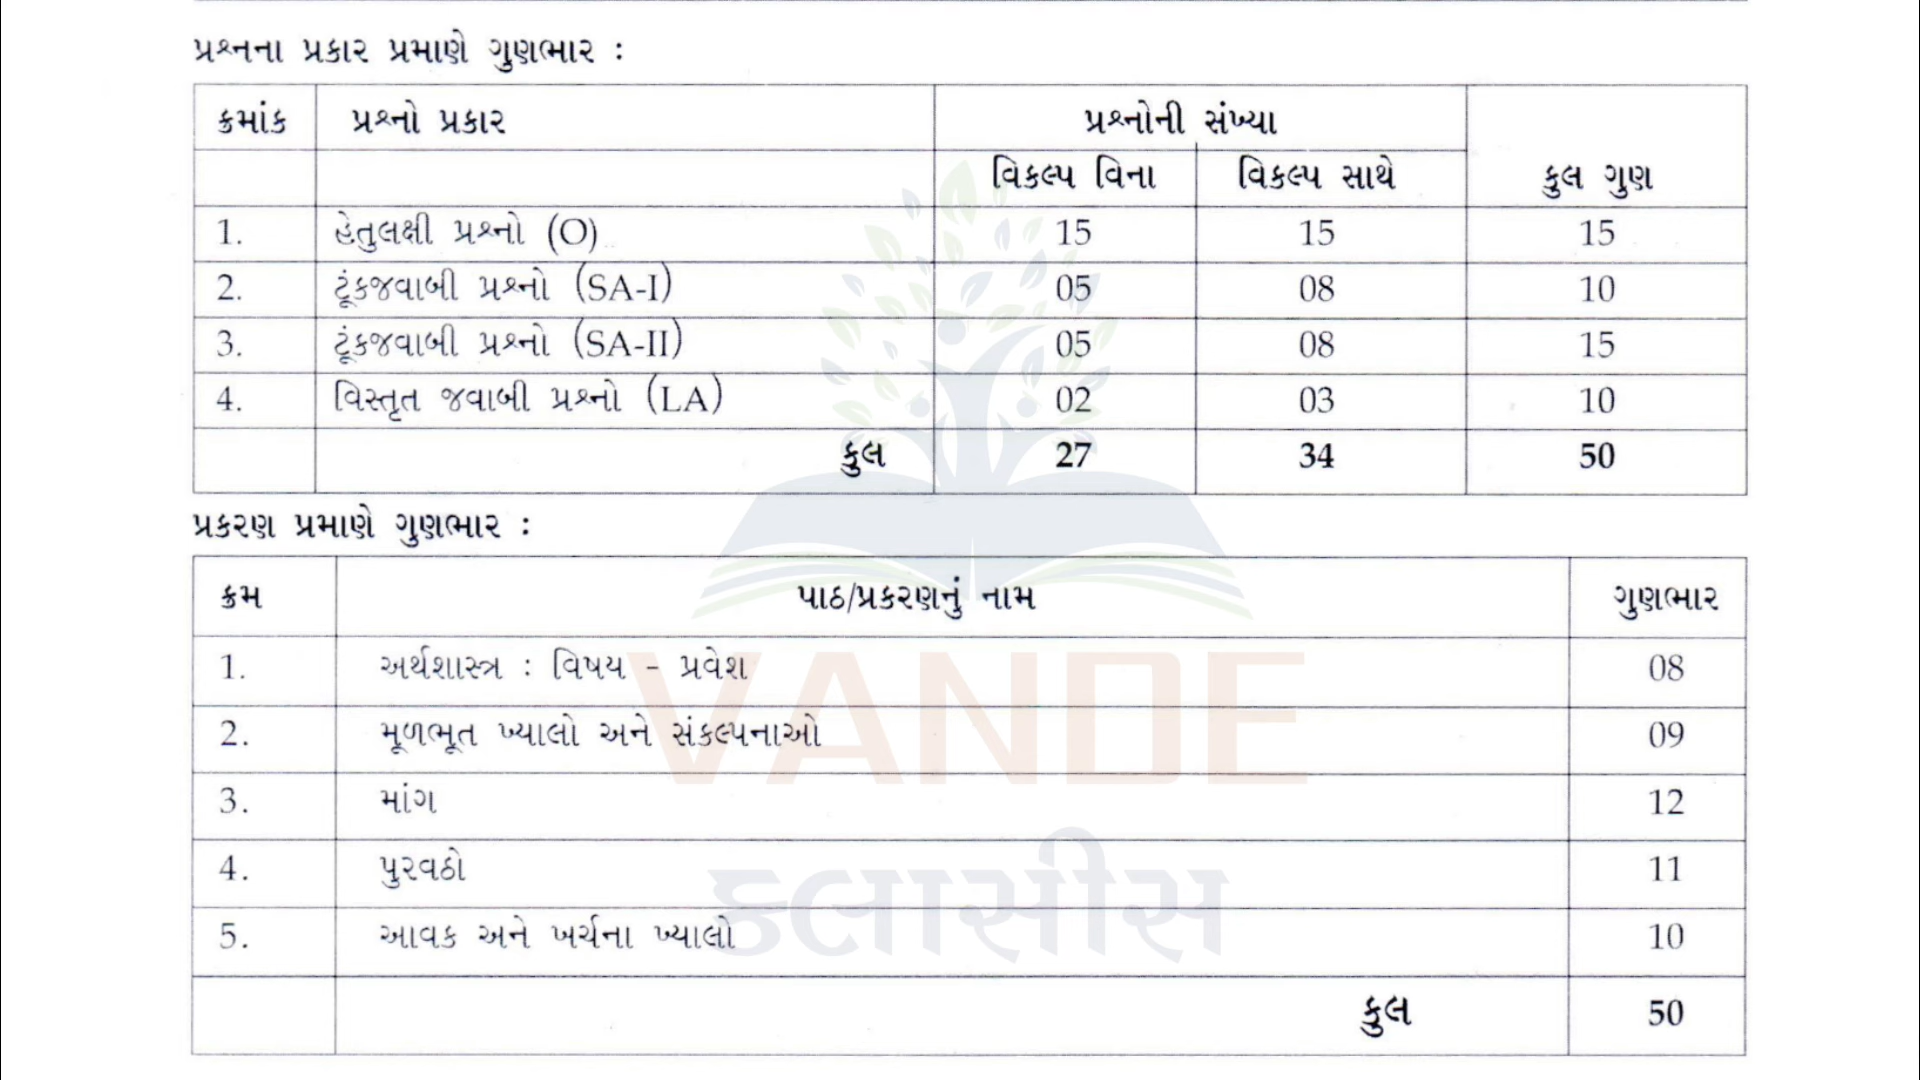 પ્રશ્નના પ્રકાર પ્રમાણે ગુણભાર :
ક્રમાંક પ્રશ્નો પ્રકાર પ્રશ્નોની સંખ્યા
વિકલ્પ વિના વિકલ્પ સાથે કુલ ગુણ
1. હેતુલક્ષી પ્રશ્નો (O) 15 15 15
2. ટૂંકજવાબી પ્રશ્નો (SA-I) 05 08 10
3. ટૂંકજવાબી પ્રશ્નો (SA-II) 05 08 15
4. વિસ્તૃત જવાબી પ્રશ્નો (LA) 02 03 10
કુલ 27 34 50
પ્રકરણ પ્રમાણે ગુણભાર :
ક્રમ પાઠ/પ્રકરણનું નામ ગુણભાર
1. અર્થશાસ્ત્ર : વિષય - પ્રવેશ 08
2. મૂળભૂત ખ્યાલો અને સંકલ્પનાઓ 09
3. માંગ 12
4. પુરવઠો 11
5. આવક અને ખર્ચના ખ્યાલો 10
કુલ 50
VANDE
ક્લાસીસ